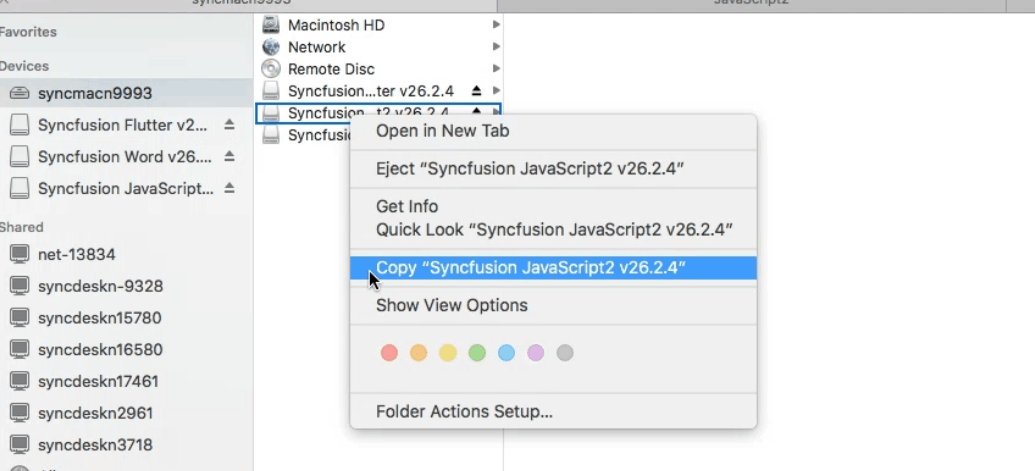 syncmacn9993
JavaScript2
Favorites
Devices
syncmacn9993
Syncfusion Flutter v2...
Syncfusion Word v26....
Syncfusion JavaScript...
Shared
net-13834
syncdeskn-9328
syncdeskn15780
syncdeskn16580
syncdeskn17461
syncdeskn2961
syncdeskn3718
Macintosh HD
Network
Remote Disc
Syncfusion...ter v26.2.4
Syncfusion...t2 v26.2.4
Syncfusio
Open in New Tab
Eject “Syncfusion JavaScript2 v26.2.4”
Get Info
Quick Look “Syncfusion JavaScript2 v26.2.4”
Copy “Syncfusion JavaScript2 v26.2.4”
Show View Options
Folder Actions Setup...